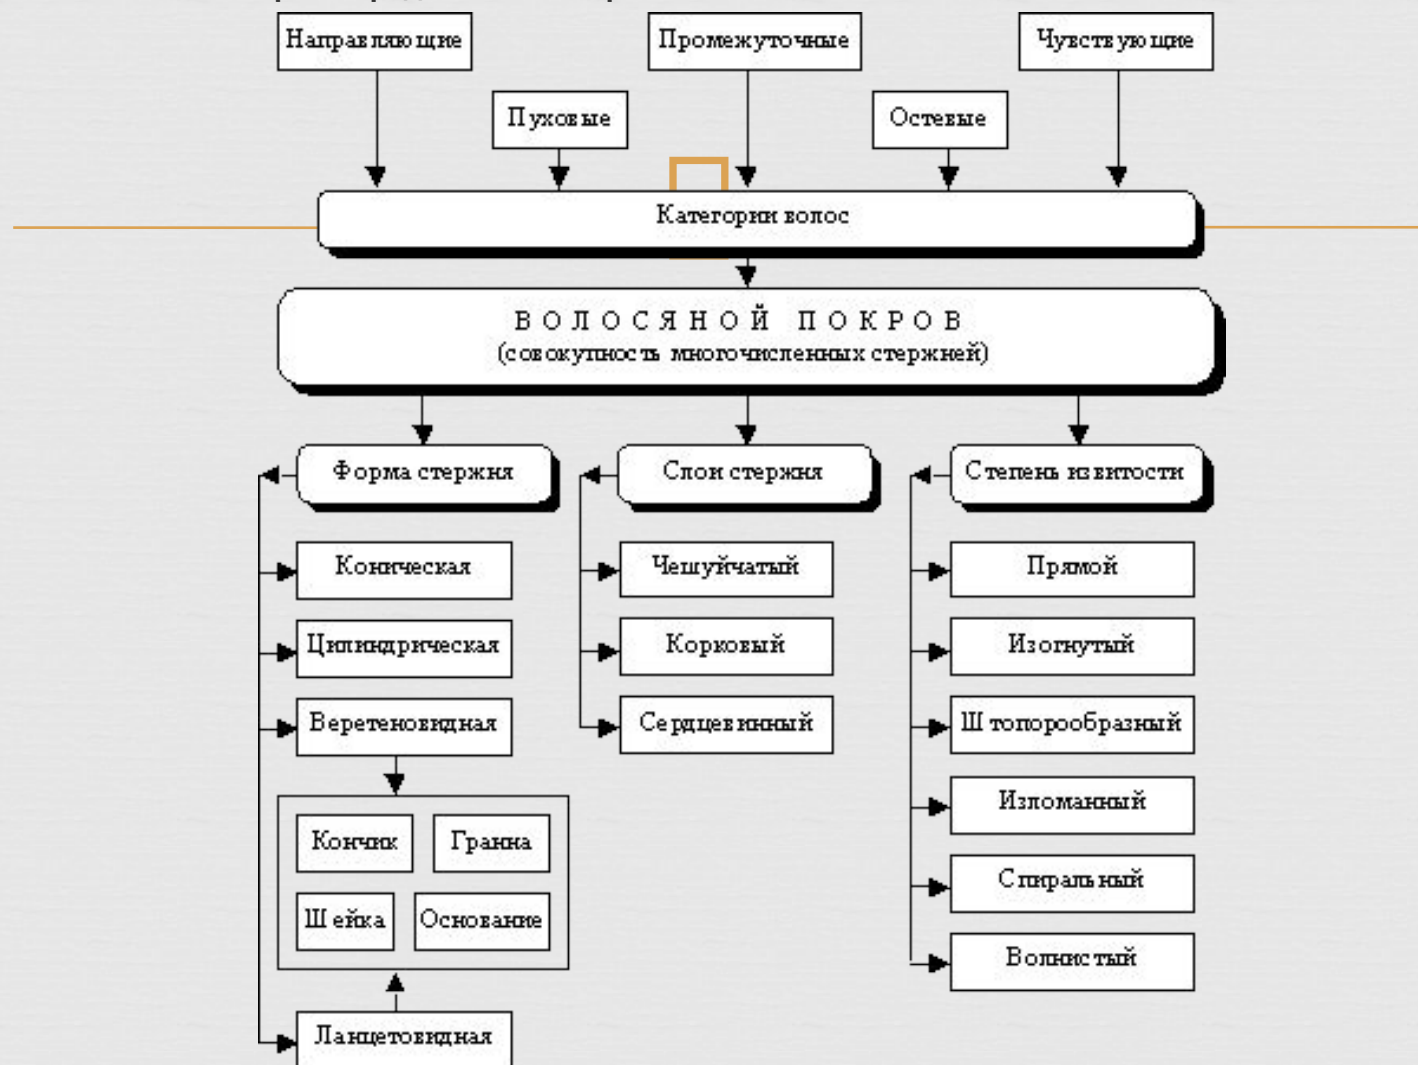 Направляющие
Промежуточные
Чувствующие
Пуховые
Остевые
Категории волос
ВОЛОСЯНОЙ ПОКРОВ
(совокупность многочисленных стержней)
Форма стержня
Слои стержня
Степень извитости
Коническая
Чешуйчатый
Прямой
Цилиндрическая
Корковый
Изогнутый
Веретеновидная
Сердцевинный
Штопорообразный
Кончик
Гранна
Изломанный
Шейка
Основание
Спиральный
Волнистый
Ланцетовидная